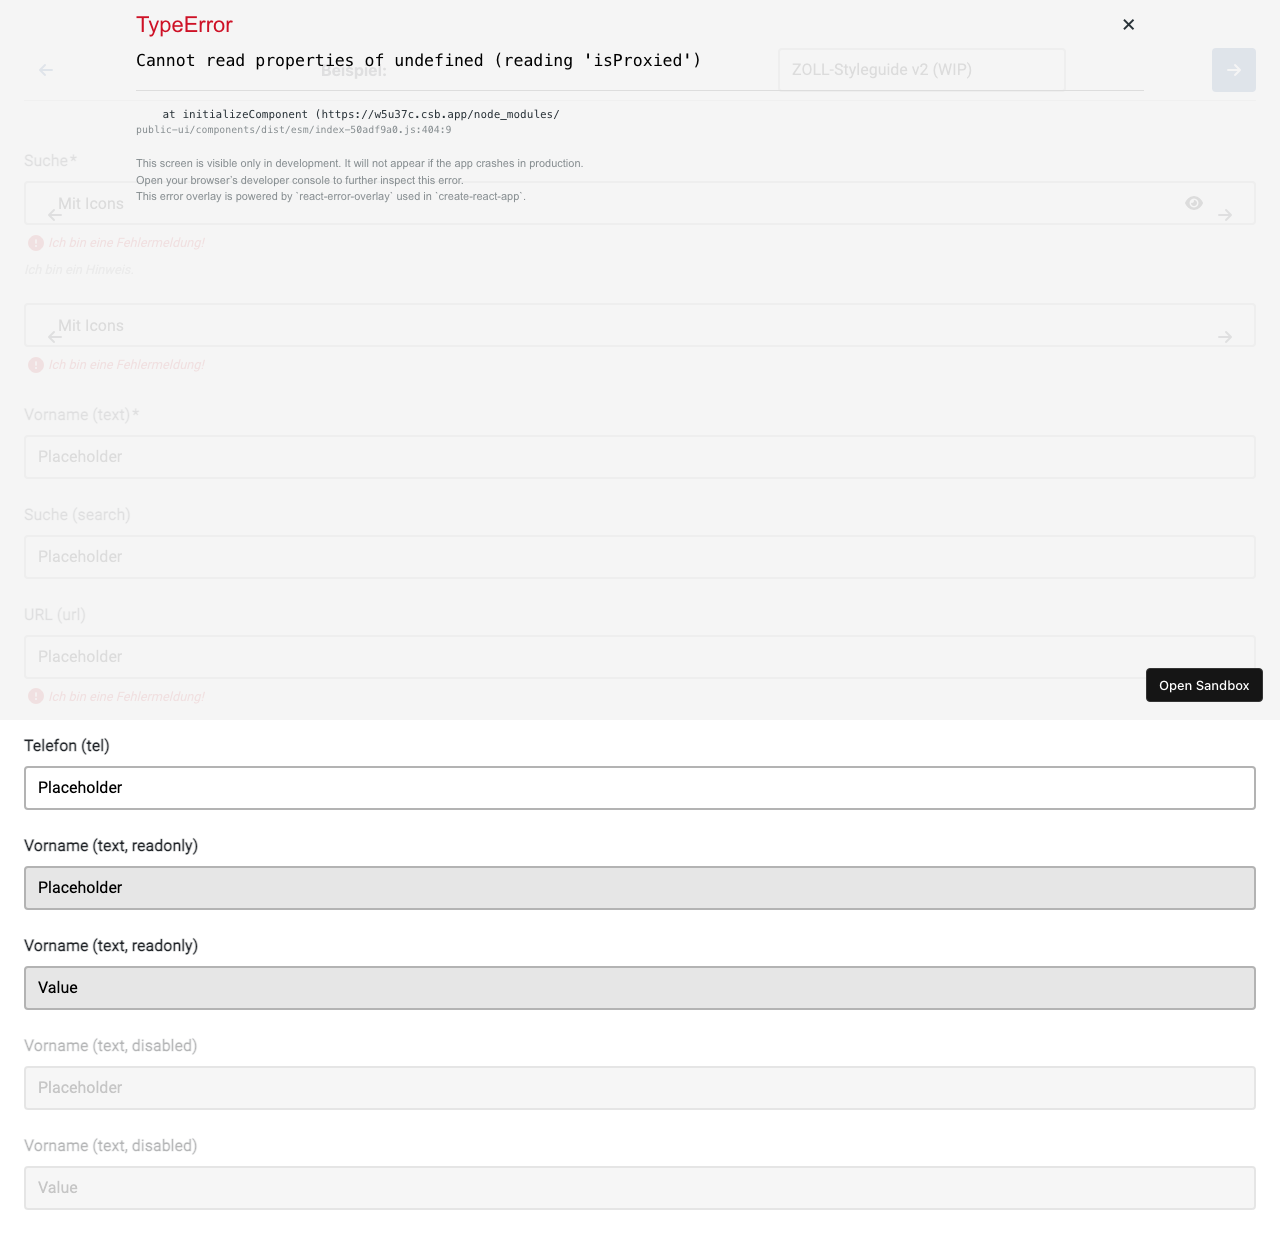 TypeError
Cannot read properties of undefined (reading 'isProxied')
Beispiel:
ZOLL-Styleguide v2 (WIP)
at initializeComponent (https://w5u37c.csb.app/node_modules/
public-ui/components/dist/esm/index-50adf9a0.js:404:9
This screen is visible only in development. It will not appear if the app crashes in production.
Open your browser’s developer console to further inspect this error.
This error overlay is powered by `react-error-overlay` used in `create-react-app`.
Suche*
Mit Icons
Ich bin eine Fehlermeldung!
Ich bin ein Hinweis.
Mit Icons
Ich bin eine Fehlermeldung!
Vorname (text)*
Placeholder
Suche (search)
Placeholder
URL (url)
Placeholder
Ich bin eine Fehlermeldung!
Open Sandbox
Telefon (tel)
Placeholder
Vorname (text, readonly)
Placeholder
Vorname (text, readonly)
Value
Vorname (text, disabled)
Placeholder
Vorname (text, disabled)
Value